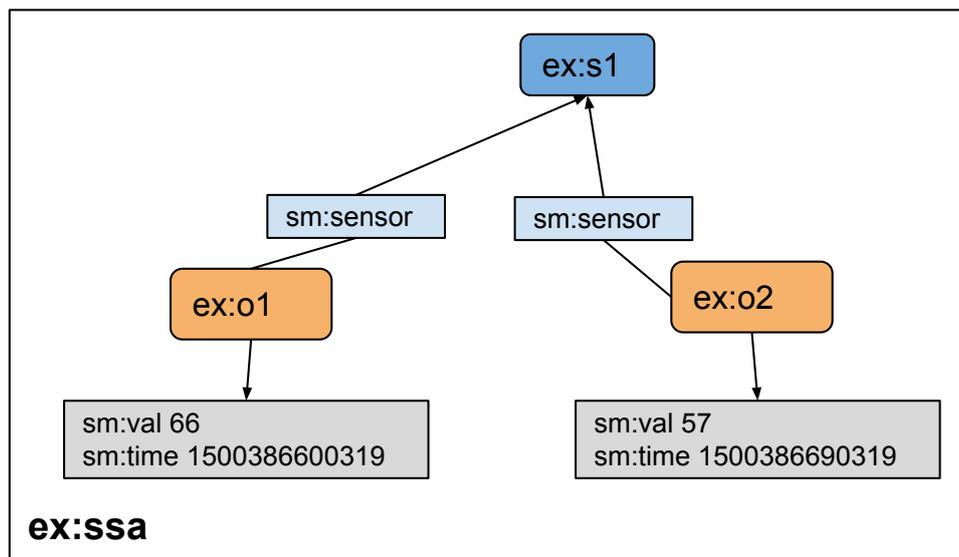 ex:s1
sm:sensor
sm:sensor
ex:o1
ex:o2
sm:val 66
sm:time 1500386600319
sm:val 57
sm:time 1500386690319
ex:ssa